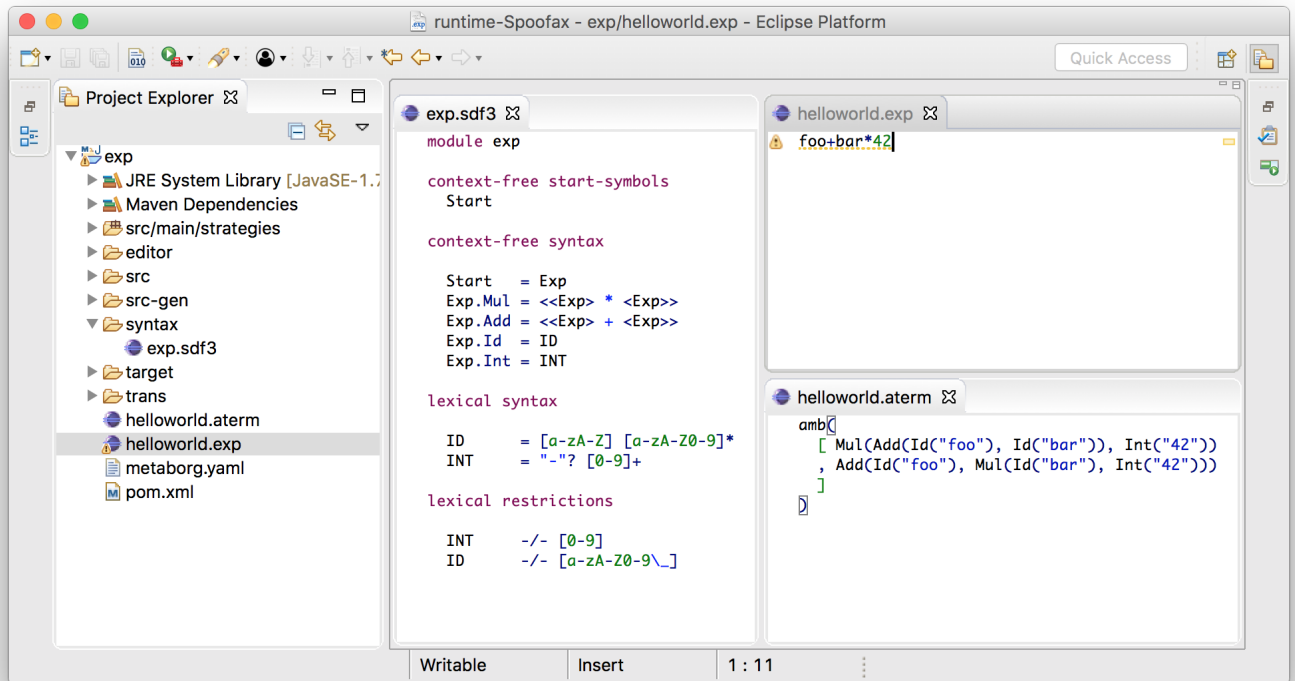 runtime-Spoofax - exp/helloworld.exp - Eclipse Platform
Quick Access
Project Explorer
exp
JRE System Library [JavaSE-1.7
Maven Dependencies
src/main/strategies
editor
src
src-gen
syntax
exp.sdf3
target
trans
helloworld.aterm
helloworld.exp
metaborg.yaml
pom.xml
exp.sdf3
module exp
context-free start-symbols
Start
context-free syntax
Start   = Exp
Exp.Mul = <<Exp> * <Exp>>
Exp.Add = <<Exp> + <Exp>>
Exp.Id  = ID
Exp.Int = INT
lexical syntax
ID      = [a-zA-Z] [a-zA-Z0-9]*
INT     = "-"? [0-9]+
lexical restrictions
INT     -/- [0-9]
ID      -/- [a-zA-Z0-9\_]
helloworld.exp
foo+bar*42
helloworld.aterm
amb(
[ Mul(Add(Id("foo"), Id("bar")), Int("42"))
, Add(Id("foo"), Mul(Id("bar"), Int("42")))
]
)
Writable
Insert
1 : 11